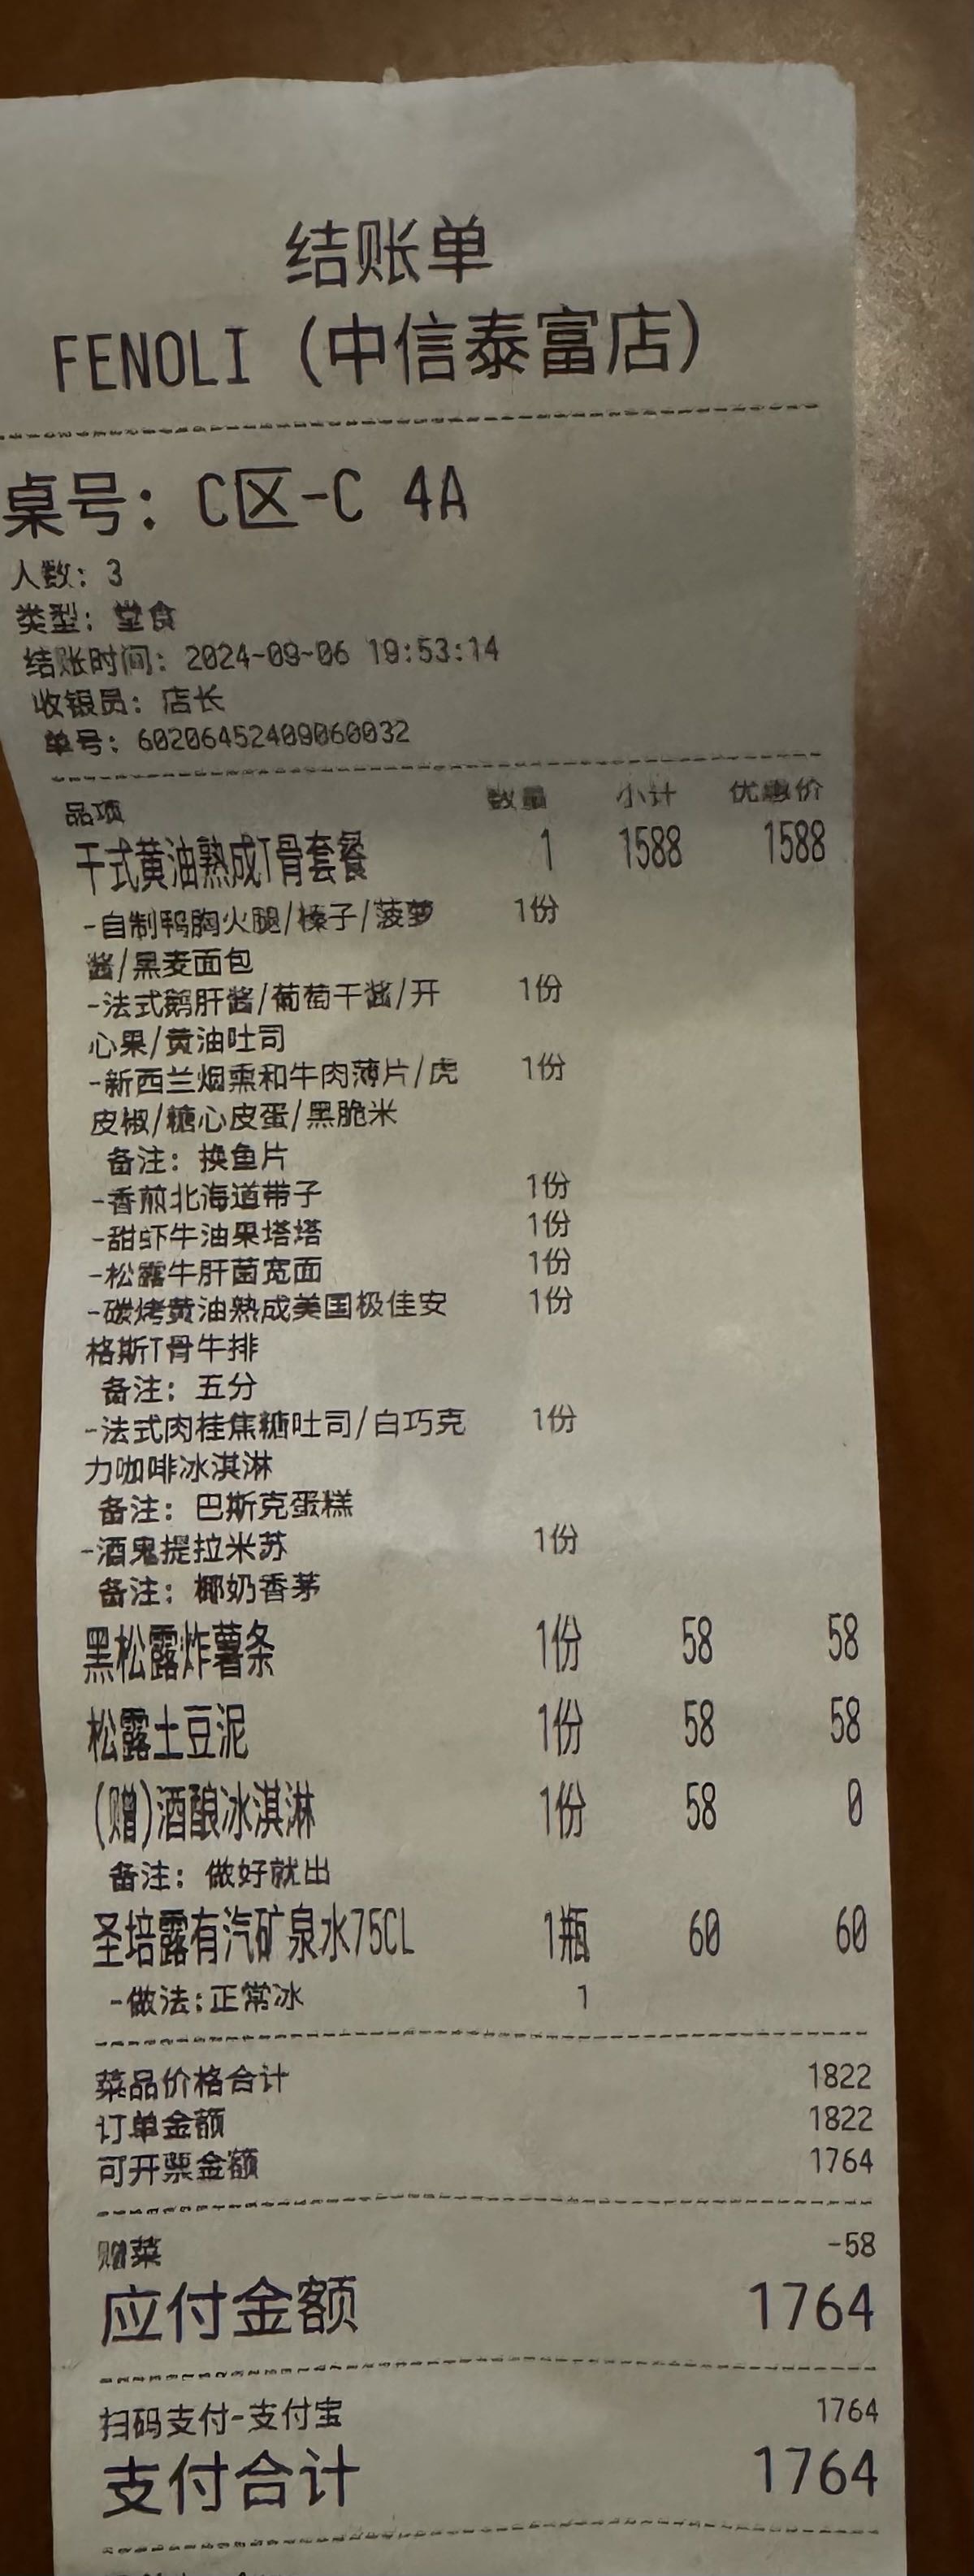 结账单
FENOLI (中信泰富店)
桌号: C区-C 4A
人数: 3
类型: 堂食
结账时间: 2024-09-06 19:53:14
收银员: 店长
单号: 60206452409060032
品项 数量 小计 优惠价
干式黄油熟成T骨套餐 1 1588 1588
-自制鸭胸火腿/榛子/菠萝 1份
酱/黑麦面包
-法式鹅肝酱/葡萄干酱/开 1份
心果/黄油吐司
-新西兰烟熏和牛肉薄片/虎 1份
皮椒/糖心皮蛋/黑脆米
备注: 换鱼片
-香煎北海道带子 1份
-甜虾牛油果塔塔 1份
-松露牛肝菌宽面 1份
-碳烤黄油熟成美国极佳安 1份
格斯T骨牛排
备注: 五分
-法式肉桂焦糖吐司/白巧克 1份
力咖啡冰淇淋
备注: 巴斯克蛋糕
-酒鬼提拉米苏 1份
备注: 椰奶香茅
黑松露炸薯条 1份 58 58
松露土豆泥 1份 58 58
(赠)酒酿冰淇淋 1份 58 0
备注: 做好就出
圣培露有汽矿泉水75CL 1瓶 60 60
-做法:正常冰 1
菜品价格合计 1822
订单金额 1822
可开票金额 1764
赠菜 -58
应付金额 1764
扫码支付-支付宝 1764
支付合计 1764